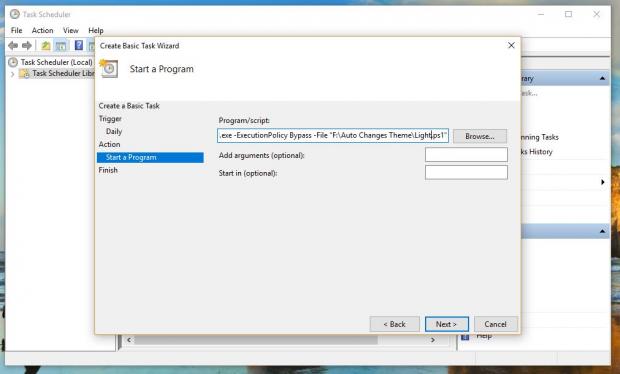 Task Scheduler
File Action View Help
Task Scheduler (Local)
Task Scheduler Libr
Create Basic Task Wizard
Start a Program
Create a Basic Task
Trigger
Daily
Action
Start a Program
Finish
Program/script:
.exe -ExecutionPolicy Bypass -File "F:\Auto Changes Theme\Light.ps1"
Browse...
Add arguments (optional):
Start in (optional):
< Back
Next >
Cancel
rary
ask...
nning Tasks
s History
Help